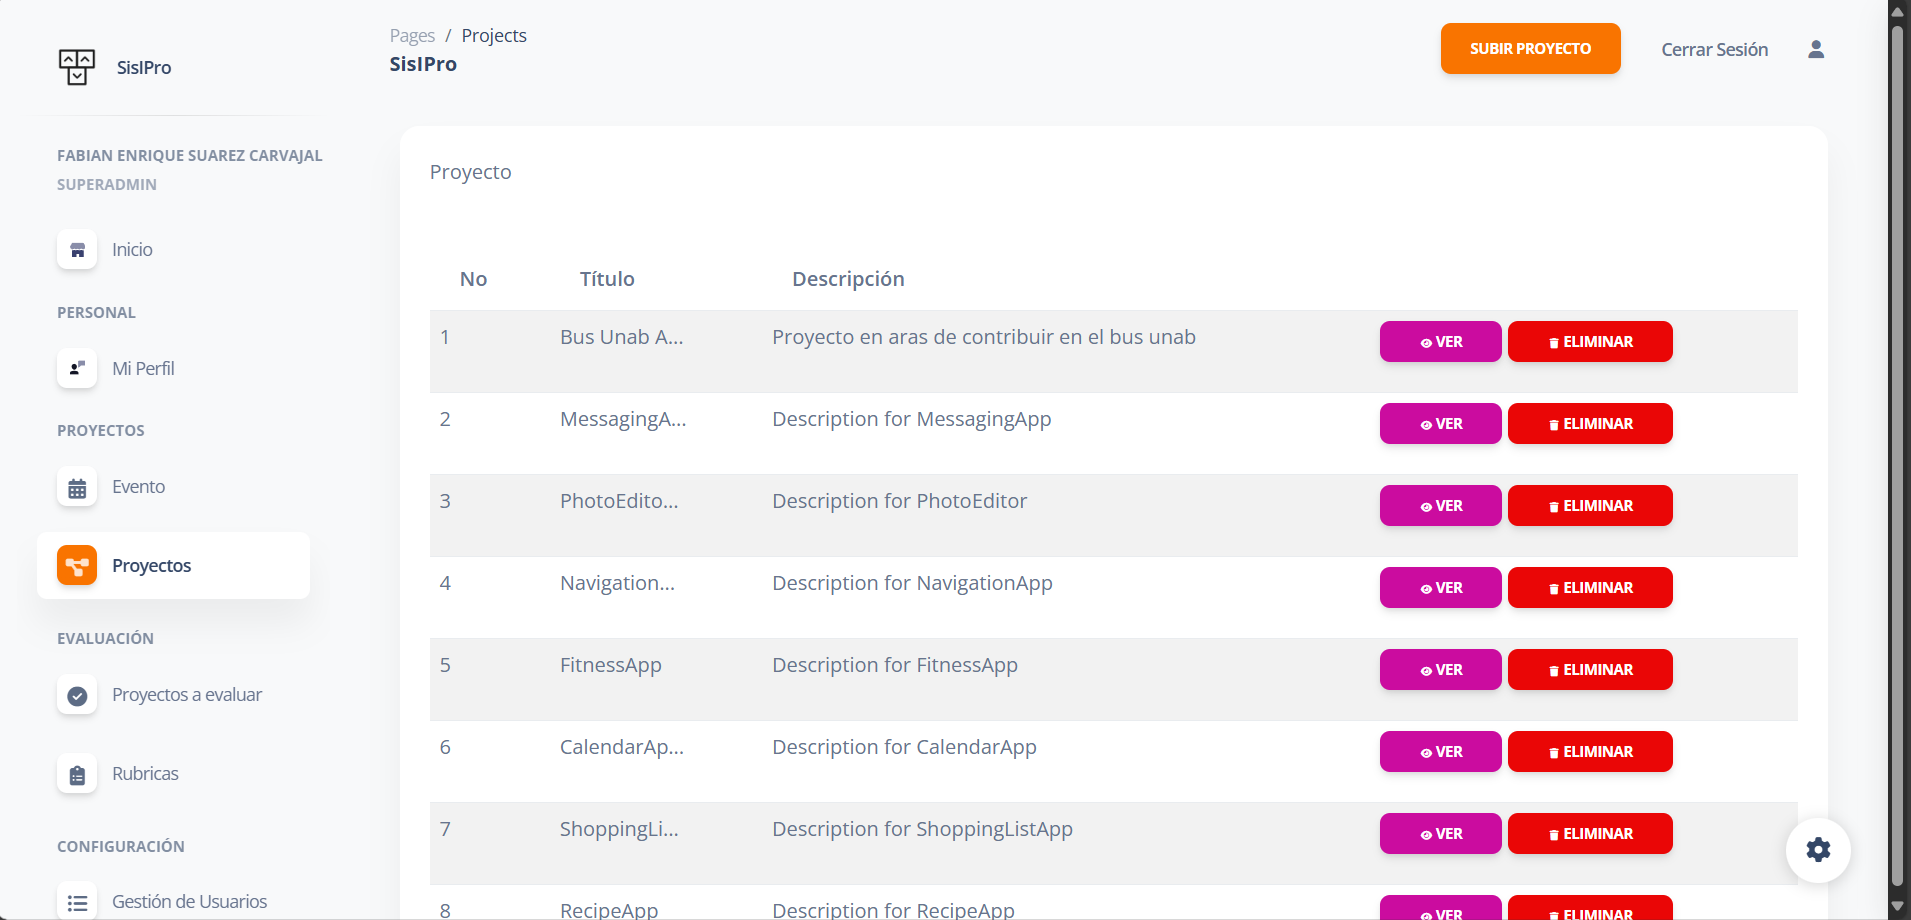 SisIPro
Pages / Projects
SisIPro
SUBIR PROYECTO
Cerrar Sesión
FABIAN ENRIQUE SUAREZ CARVAJAL
SUPERADMIN
Inicio
PERSONAL
Mi Perfil
PROYECTOS
Evento
Proyectos
EVALUACIÓN
Proyectos a evaluar
Rubricas
CONFIGURACIÓN
Gestión de Usuarios
Proyecto
No Título Descripción
1 Bus Unab A... Proyecto en aras de contribuir en el bus unab VER ELIMINAR
2 MessagingA... Description for MessagingApp VER ELIMINAR
3 PhotoEdito... Description for PhotoEditor VER ELIMINAR
4 Navigation... Description for NavigationApp VER ELIMINAR
5 FitnessApp Description for FitnessApp VER ELIMINAR
6 CalendarAp... Description for CalendarApp VER ELIMINAR
7 ShoppingLi... Description for ShoppingListApp VER ELIMINAR
8 RecipeApp Description for RecipeApp VER ELIMINAR